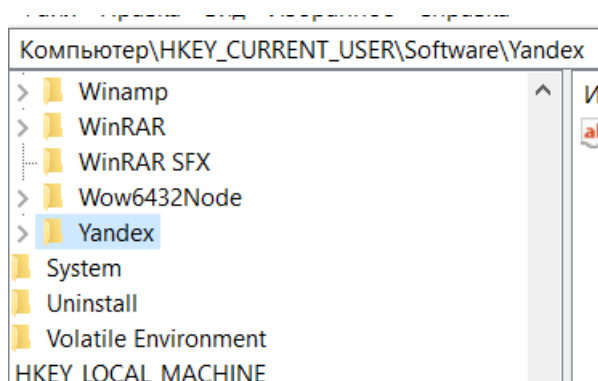 Компьютер\HKEY_CURRENT_USER\Software\Yandex
Winamp
WinRAR
WinRAR SFX
Wow6432Node
Yandex
System
Uninstall
Volatile Environment
HKEY_LOCAL_MACHINE